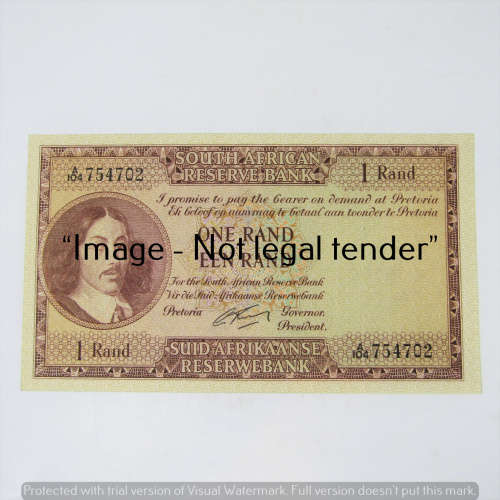 SOUTH AFRICAN
RESERVE BANK
A/104 754702
1 Rand
I promise to pay the Bearer on demand at Pretoria
Ek beloof op aanvraag te betaal aan toonder te Pretoria
ONE RAND
"Image - Not legal tender"
EEN RAND
For the South African Reserve Bank
Vir die Suid-Afrikaanse Reserwebank
Pretoria
Governor.
President.
1 Rand
SUID-AFRIKAANSE
RESERWEBANK
A/104 754702
Protected with trial version of Visual Watermark. Full version doesn't put this mark.